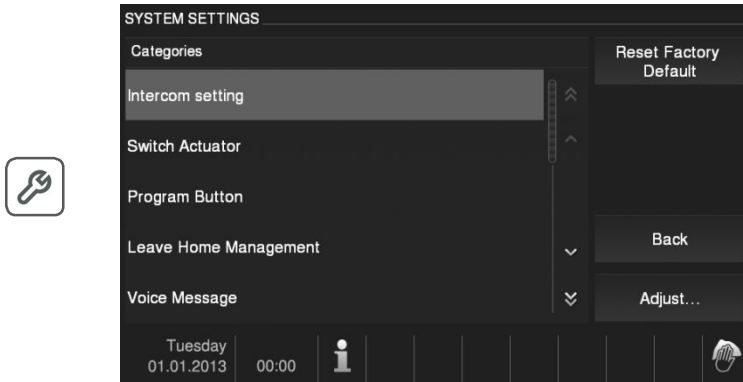 SYSTEM SETTINGS
Categories
Intercom setting
Switch Actuator
Program Button
Leave Home Management
Voice Message
Reset Factory
Default
Back
Adjust...
Tuesday
01.01.2013
00:00
i